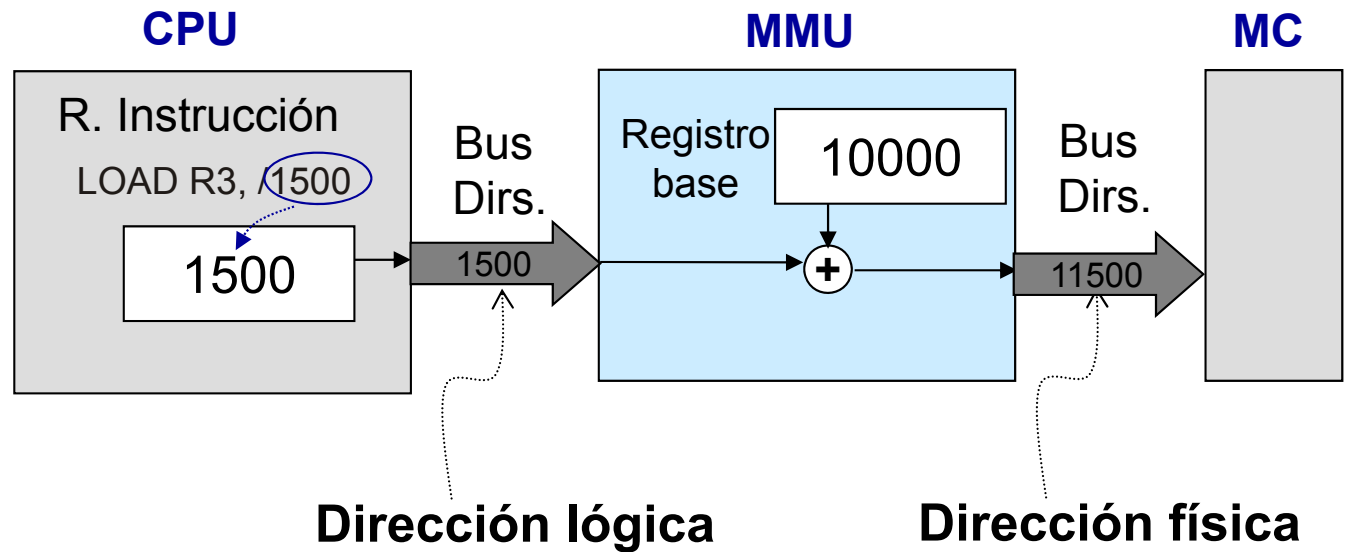 CPU
MMU
MC
R. Instrucción
LOAD R3, /1500
1500
Bus
Dirs.
1500
Registro
base
10000
+
Bus
Dirs.
11500
Dirección lógica
Dirección física